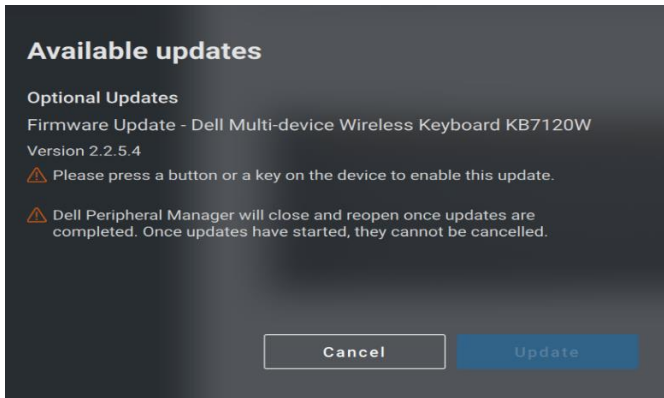 Available updates
Optional Updates
Firmware Update - Dell Multi-device Wireless Keyboard KB7120W
Version 2.2.5.4
Please press a button or a key on the device to enable this update.
Dell Peripheral Manager will close and reopen once updates are
completed. Once updates have started, they cannot be cancelled.
Cancel
Update